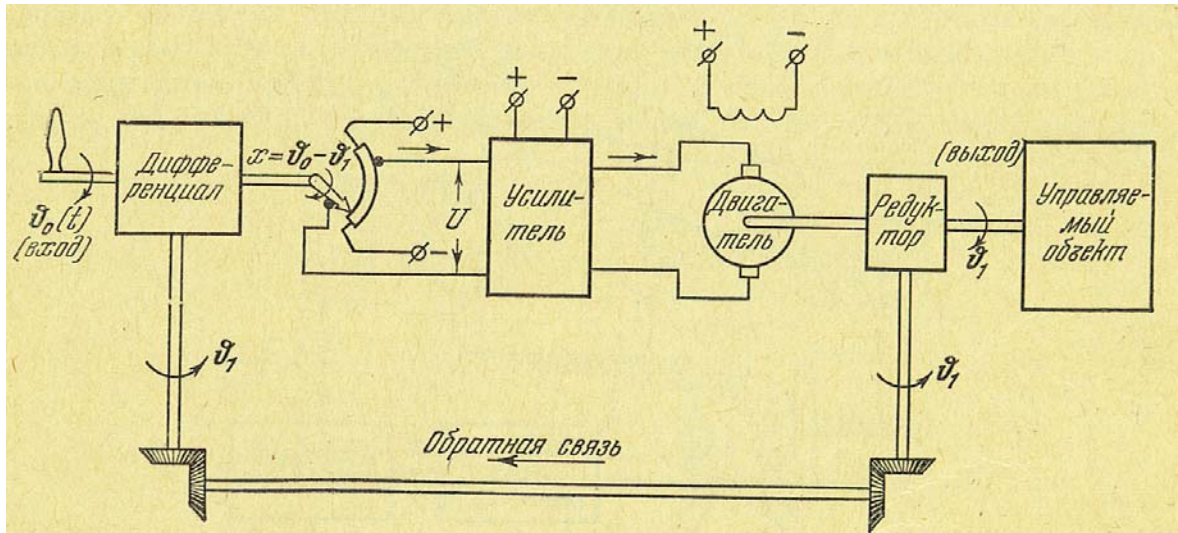 +
−
+
−
Диффе-
ренциал
x = ϑ₀ − ϑ₁
+
−
U
Усили-
тель
Двига-
тель
(выход)
Редук-
тор
Управляе-
мый
объект
ϑ₀(t)
(вход)
ϑ₁
ϑ₁
ϑ₁
Обратная связь